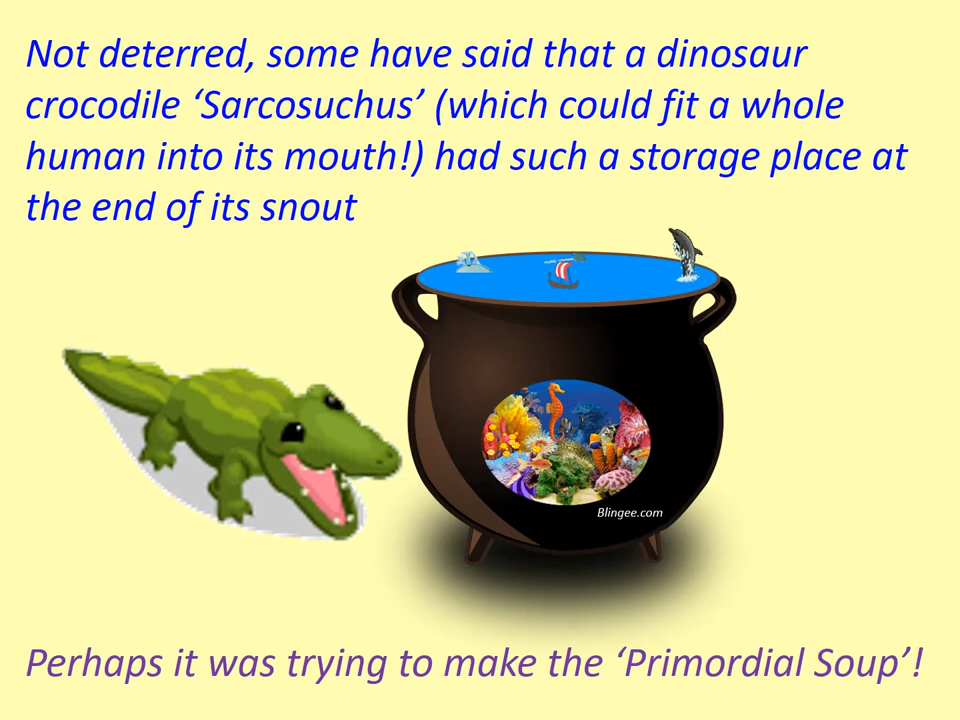 Not deterred, some have said that a dinosaur
crocodile ‘Sarcosuchus’ (which could fit a whole
human into its mouth!) had such a storage place at
the end of its snout
Blingee.com
Perhaps it was trying to make the ‘Primordial Soup’!